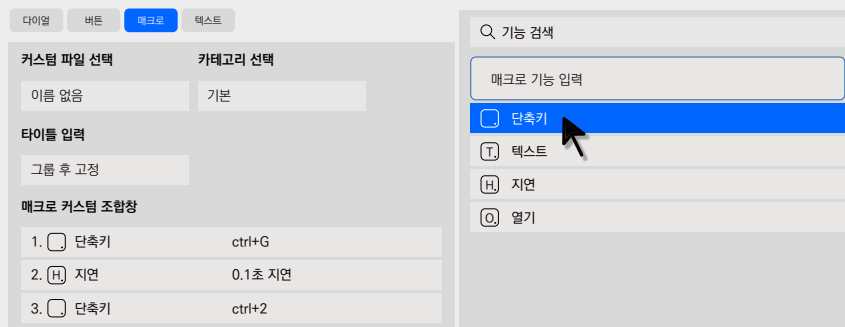 다이얼 버튼 매크로 텍스트
커스텀 파일 선택 카테고리 선택
이름 없음 기본
타이틀 입력
그룹 후 고정
매크로 커스텀 조합창
1. 단축키 ctrl+G
2. H. 지연 0.1초 지연
3. 단축키 ctrl+2
기능 검색
매크로 기능 입력
단축키
T. 텍스트
H. 지연
O. 열기